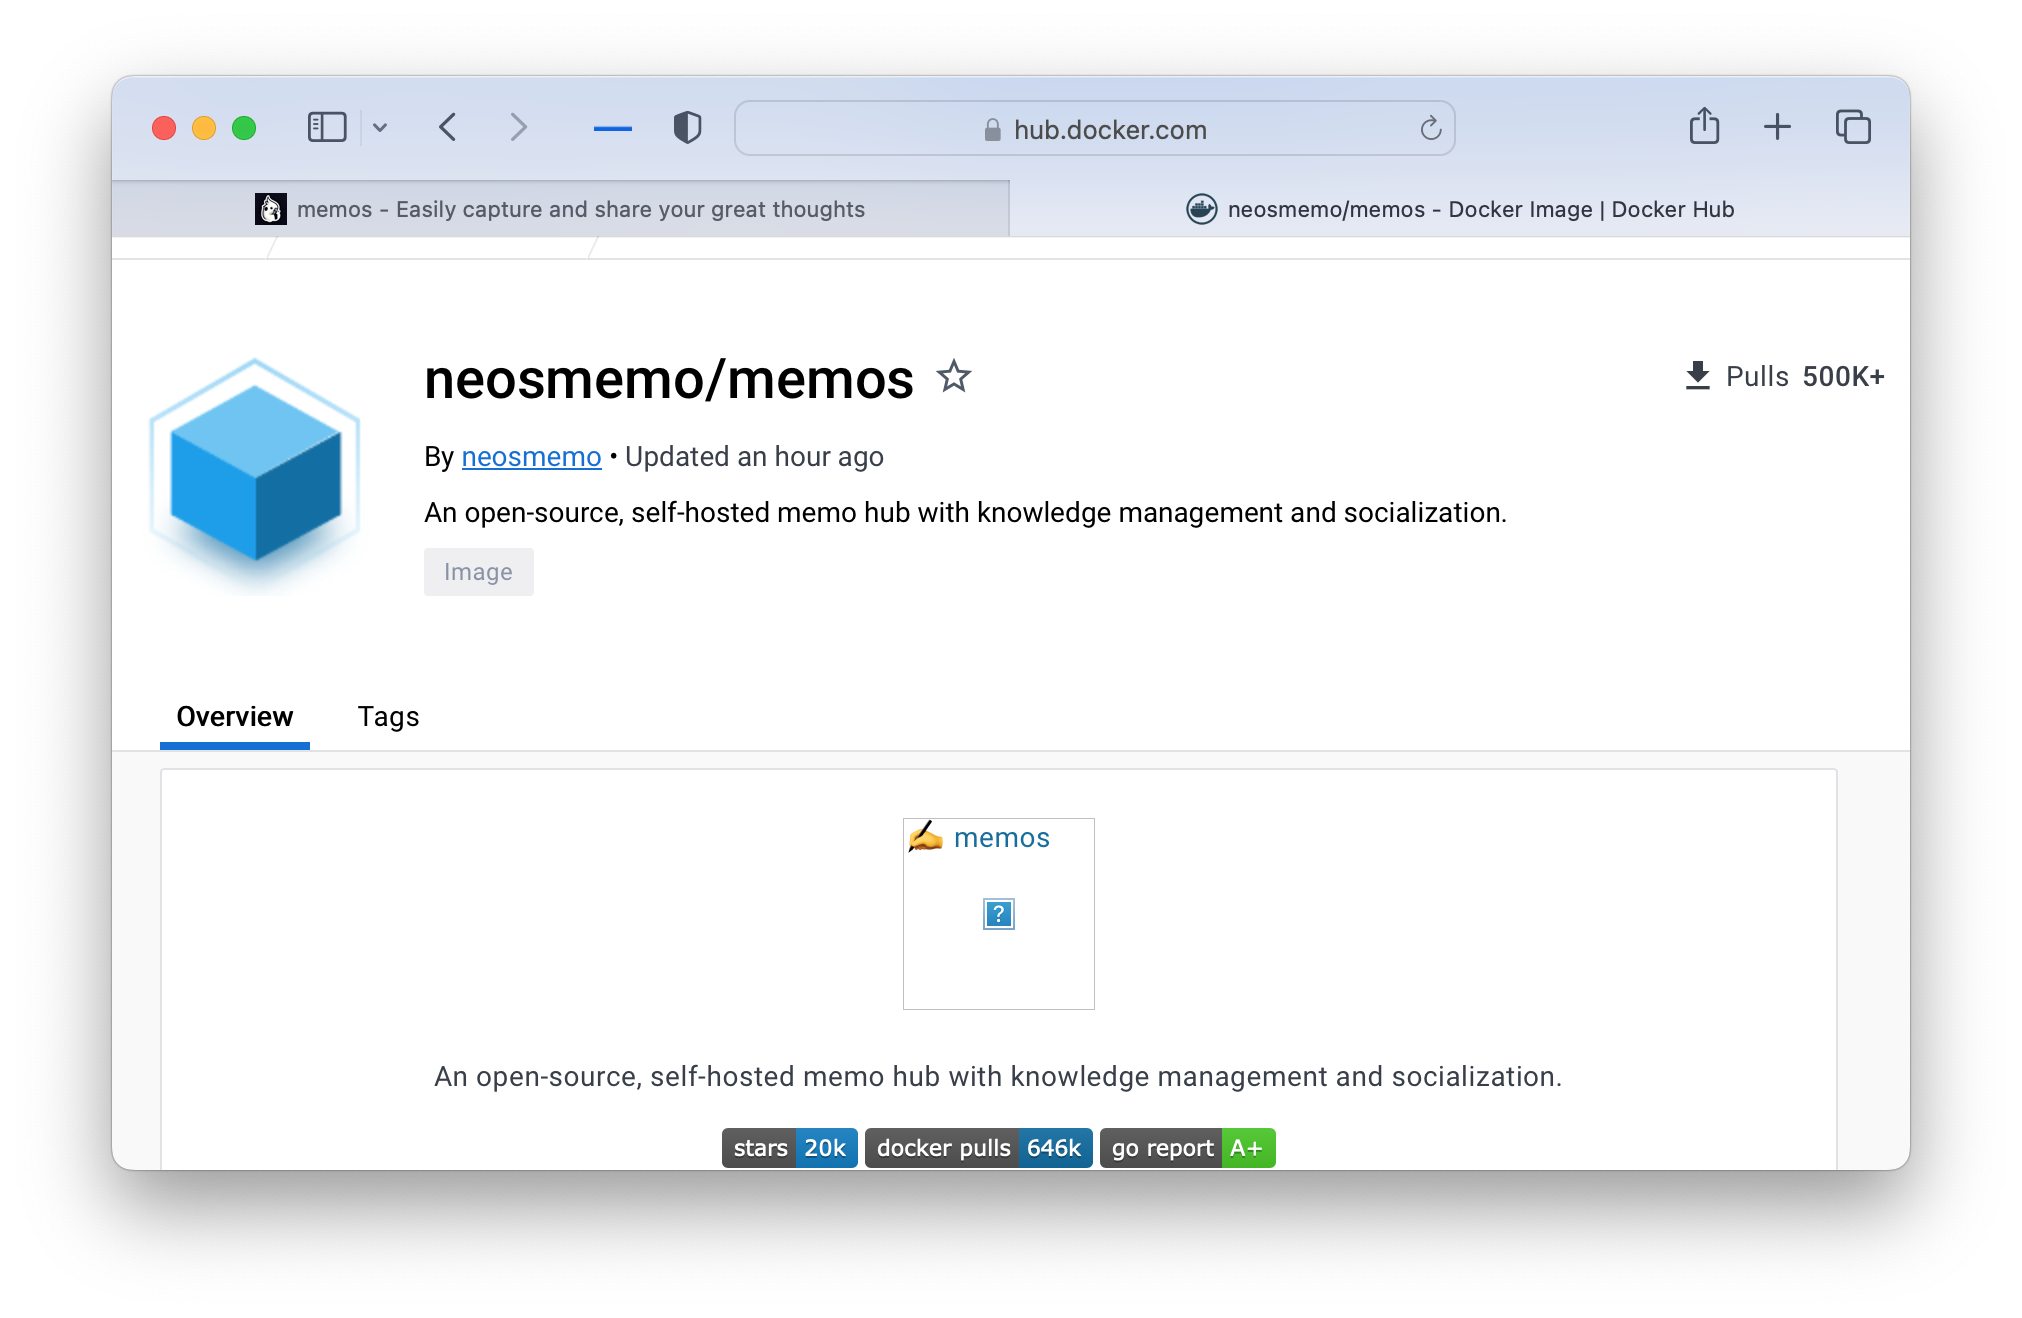 hub.docker.com
memos - Easily capture and share your great thoughts
neosmemo/memos - Docker Image | Docker Hub
neosmemo/memos
Pulls 500K+
By neosmemo • Updated an hour ago
An open-source, self-hosted memo hub with knowledge management and socialization.
Image
Overview Tags
✍️ memos
?
An open-source, self-hosted memo hub with knowledge management and socialization.
stars 20k docker pulls 646k go report A+